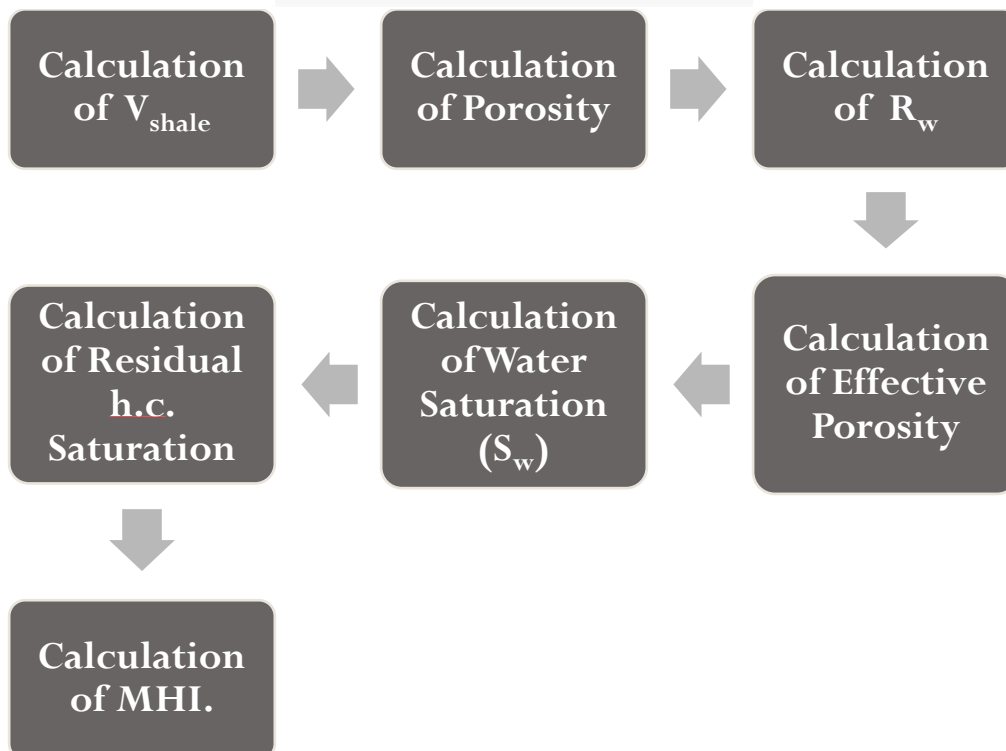 Calculation
of Vshale
Calculation
of Porosity
Calculation
of Rw
Calculation
of Effective
Porosity
Calculation
of Water
Saturation
(Sw)
Calculation
of Residual
h.c.
Saturation
Calculation
of MHI.